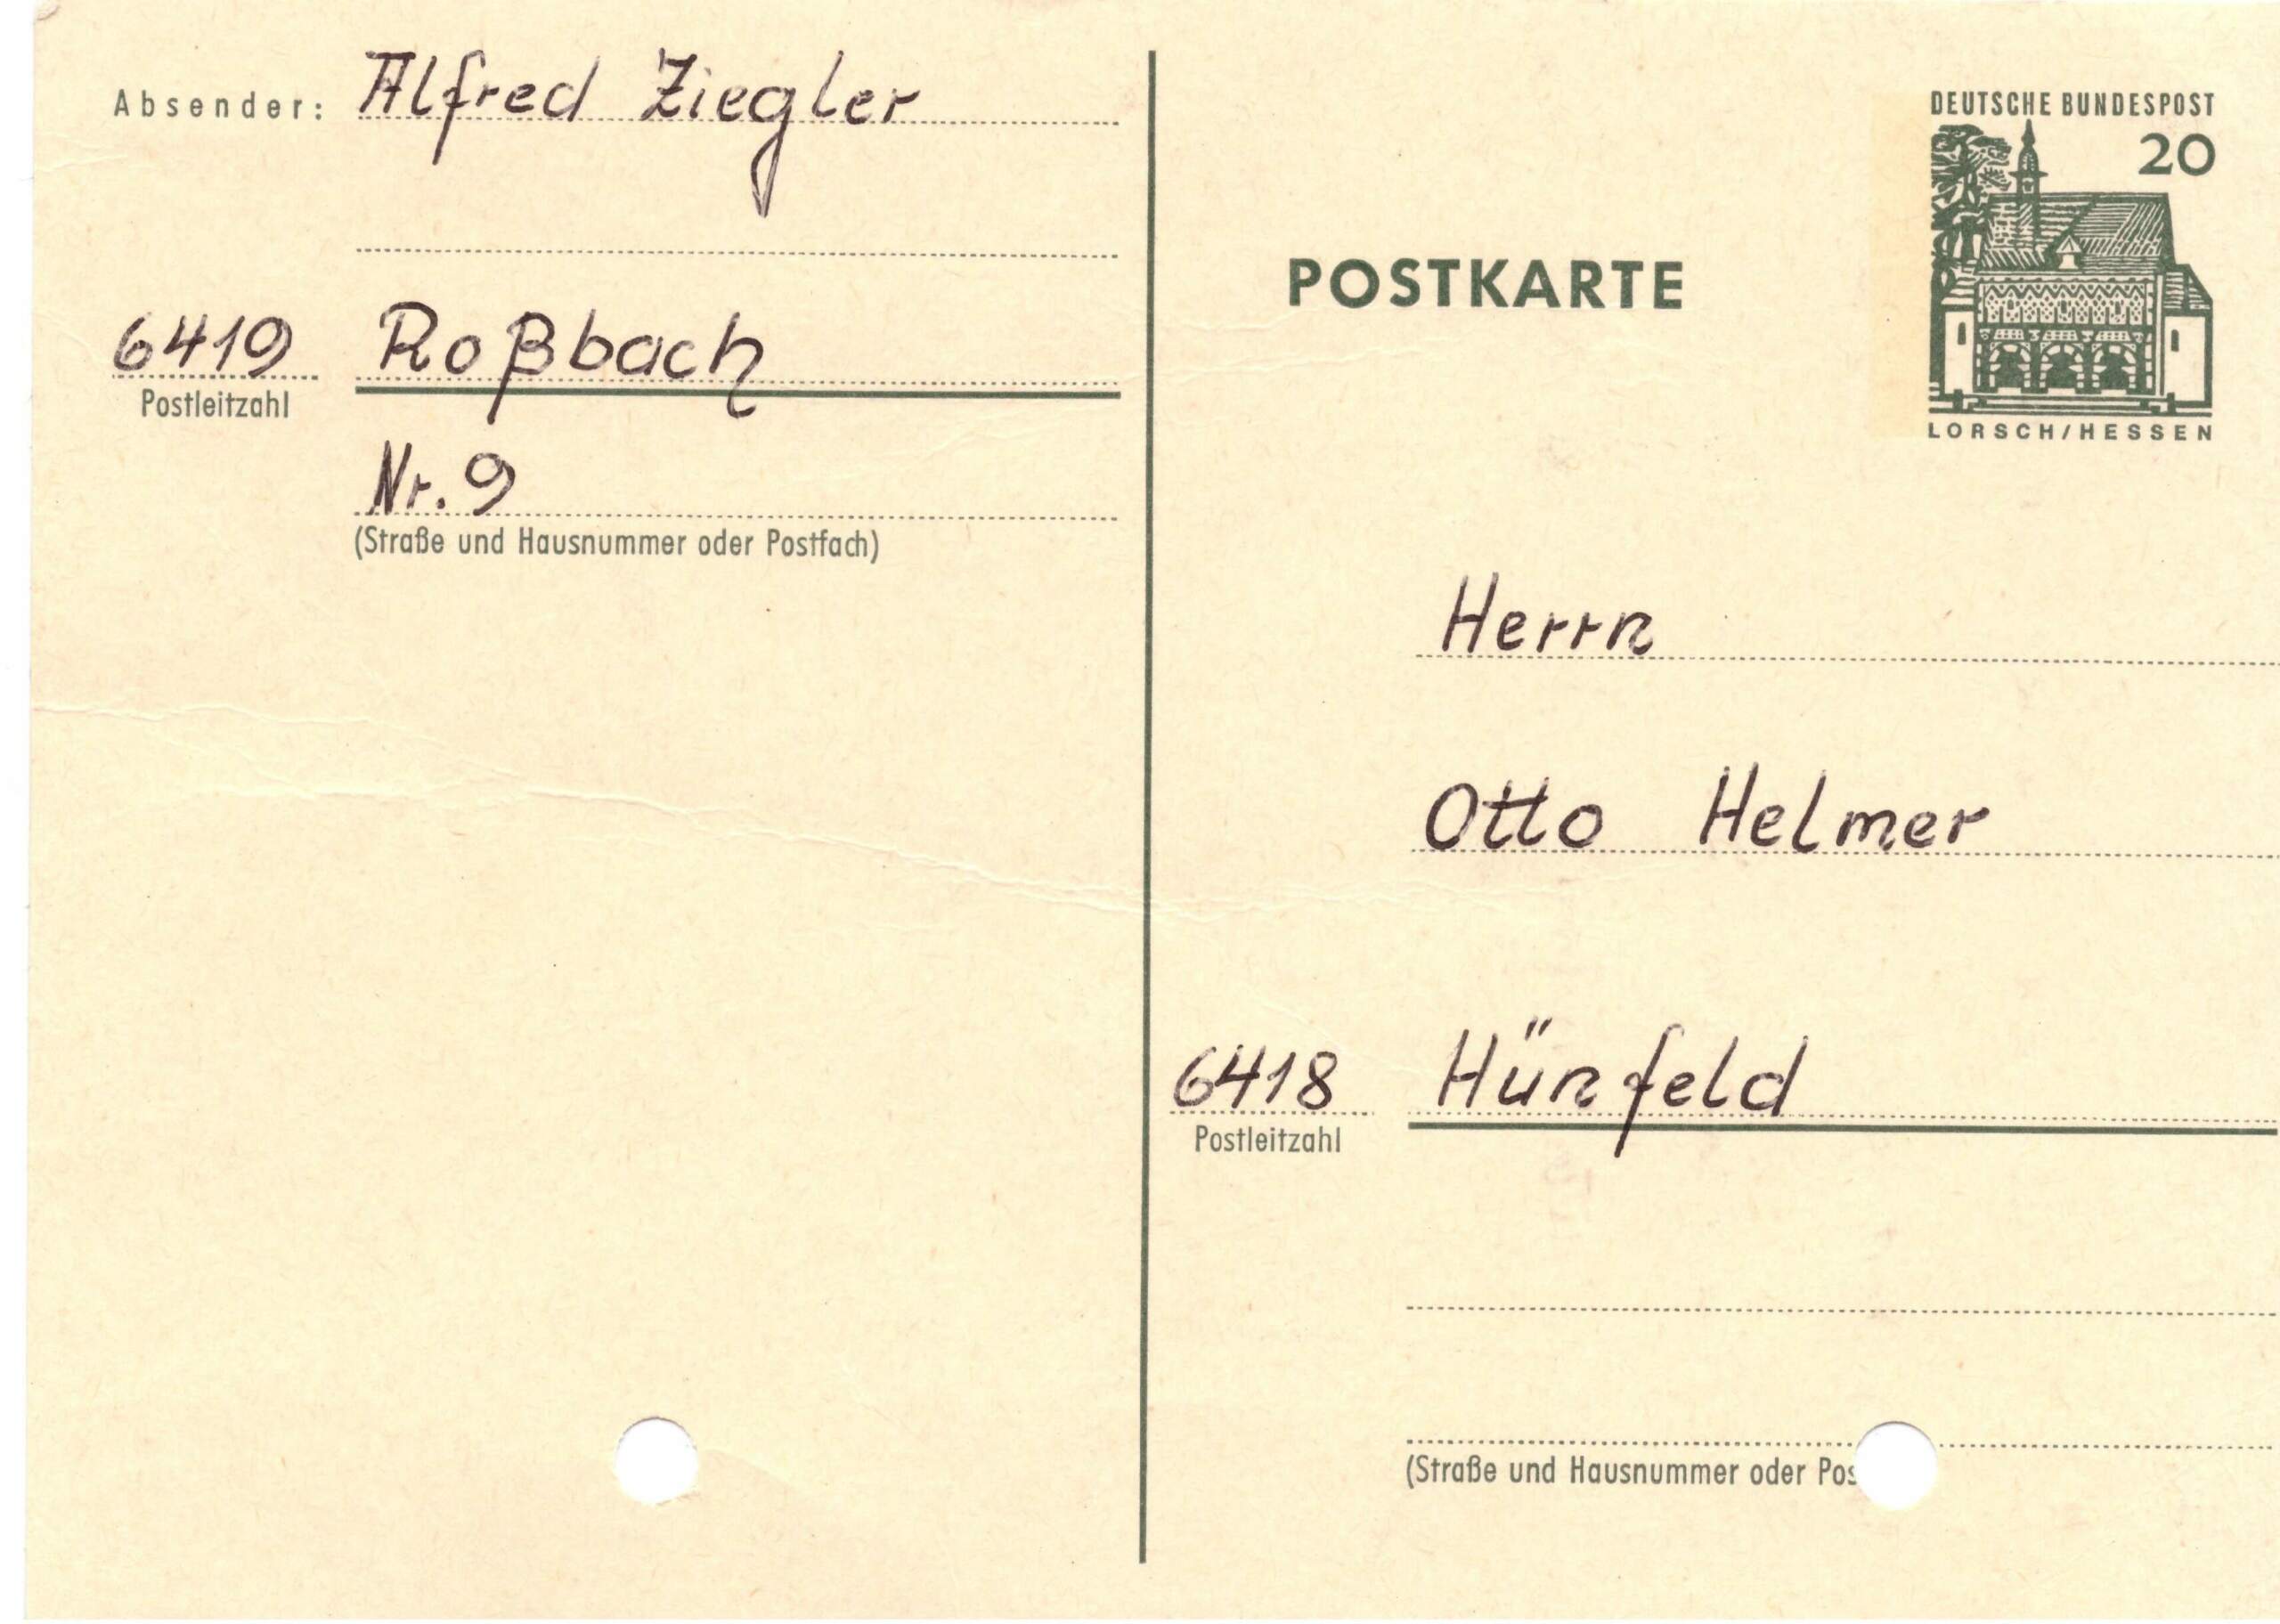 Absender: Alfred Ziegler
6419 Roßbach
Postleitzahl
Nr. 9
(Straße und Hausnummer oder Postfach)
DEUTSCHE BUNDESPOST
20
LORSCH/HESSEN
POSTKARTE
Herrn
Otto Helmer
6418 Hünfeld
Postleitzahl
(Straße und Hausnummer oder Pos